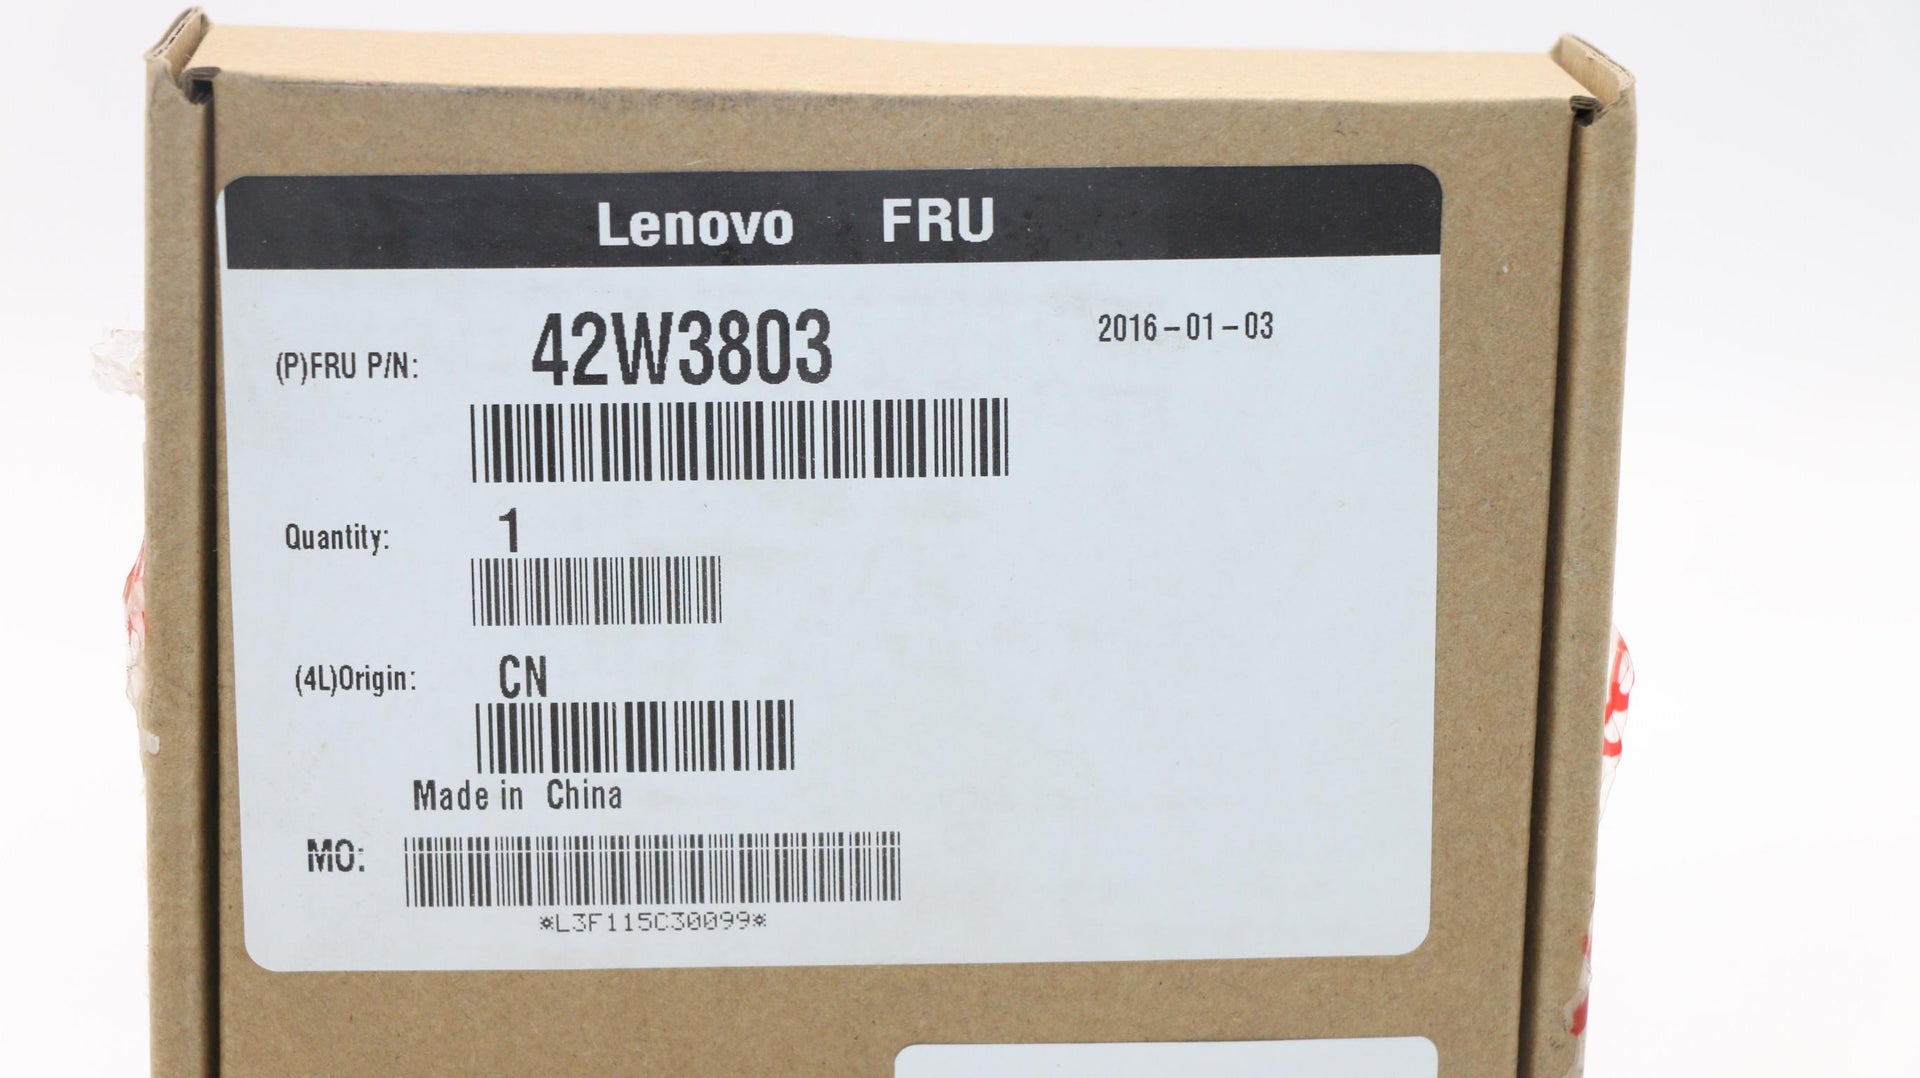 Lenovo FRU
(P)FRU P/N: 42W3803 2016-01-03
Quantity: 1
(4L)Origin: CN
Made in China
MO:
*L3F115C30099*